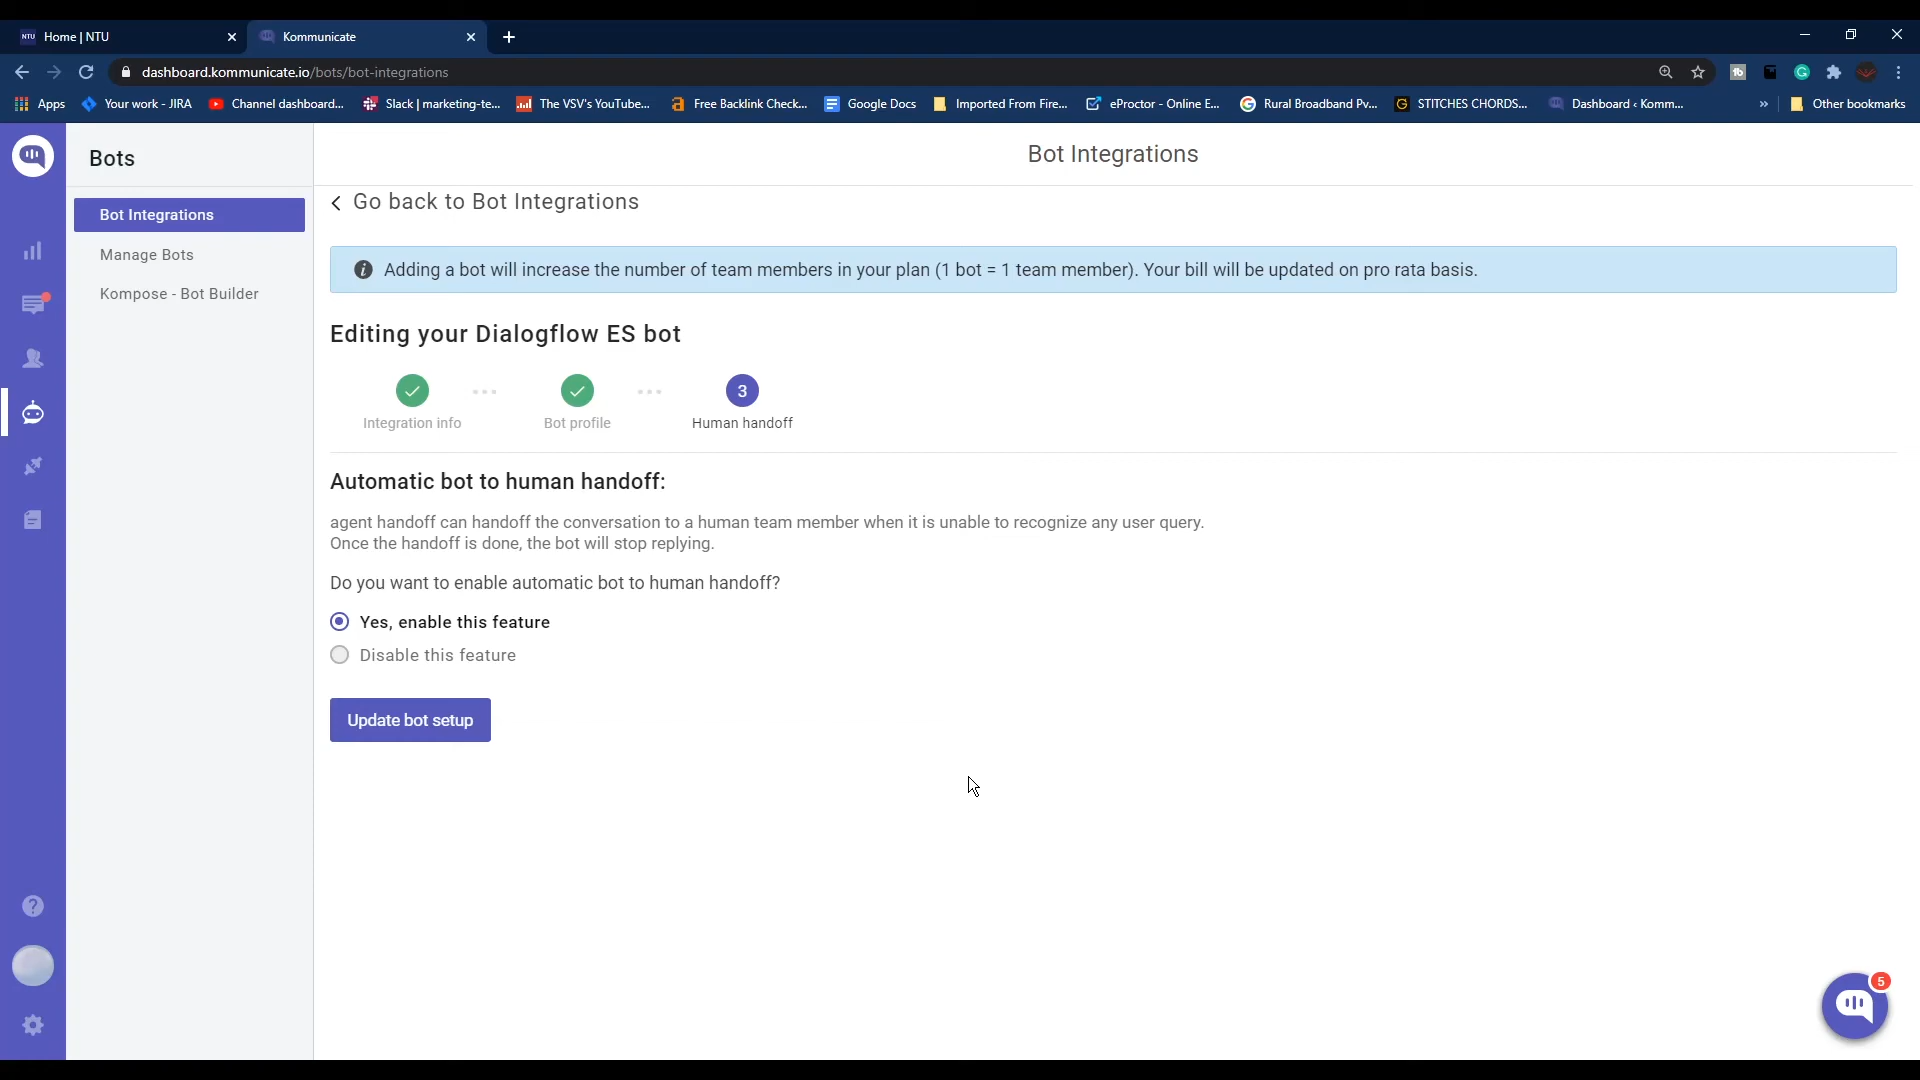 NTU Home | NTU
Kommunicate
dashboard.kommunicate.io/bots/bot-integrations
Apps
Your work - JIRA
Channel dashboard...
Slack | marketing-te...
The VSV's YouTube...
Free Backlink Check...
Google Docs
Imported From Fire...
eProctor - Online E...
Rural Broadband Pv...
STITCHES CHORDS...
Dashboard ‹ Komm...
»
Other bookmarks
Bots
Bot Integrations
Manage Bots
Kompose - Bot Builder
Bot Integrations
Go back to Bot Integrations
Adding a bot will increase the number of team members in your plan (1 bot = 1 team member). Your bill will be updated on pro rata basis.
Editing your Dialogflow ES bot
3
Integration info
Bot profile
Human handoff
Automatic bot to human handoff:
agent handoff can handoff the conversation to a human team member when it is unable to recognize any user query.
Once the handoff is done, the bot will stop replying.
Do you want to enable automatic bot to human handoff?
Yes, enable this feature
Disable this feature
Update bot setup
5